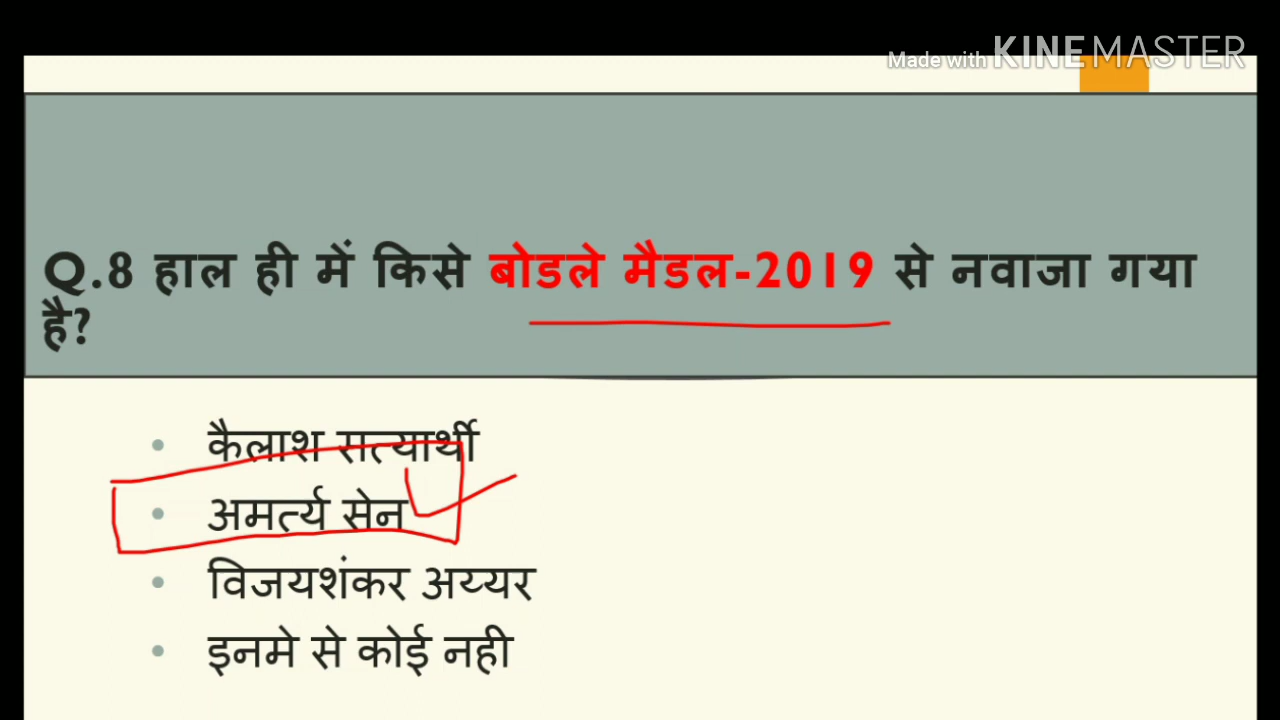 Made with KINEMASTER
Q.8 हाल ही में किसे बोडले मैडल-2019 से नवाजा गया
है?
कैलाश सत्यार्थी
अमर्त्य सेन
विजयशंकर अय्यर
इनमे से कोई नही